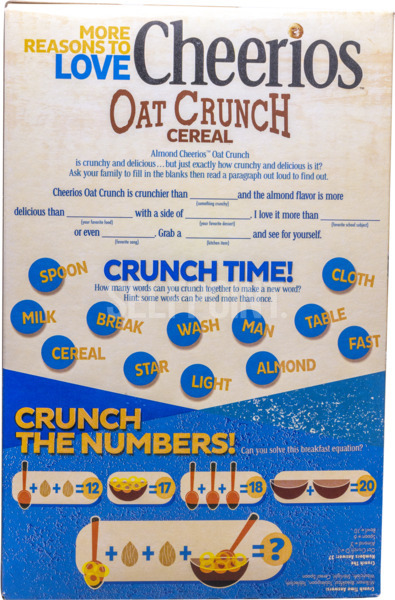 MORE
REASONS TO
LOVE Cheerios
OAT CRUNCH
CEREAL
Almond Cheerios™ Oat Crunch
is crunchy and delicious...but just exactly how crunchy and delicious is it?
Ask your family to fill in the blanks then read a paragraph out loud to find out.
Cheerios Oat Crunch is crunchier than ____________ and the almond flavor is more
(something crunchy)
delicious than ____________ with a side of ____________. I love it more than ____________
(your favorite food) (your favorite dessert) (favorite school subject)
or even ____________. Grab a ____________ and see for yourself.
(favorite song) (kitchen item)
CRUNCH TIME!
How many words can you crunch together to make a new word?
Hint: some words can be used more than once.
SPOON
CLOTH
MILK
BREAK
WASH
MAN
TABLE
CEREAL
FAST
STAR
LIGHT
ALMOND
CRUNCH
THE NUMBERS!
Can you solve this breakfast equation?
+ + =12
=17
+ + =18
+ =20
+ + + =?